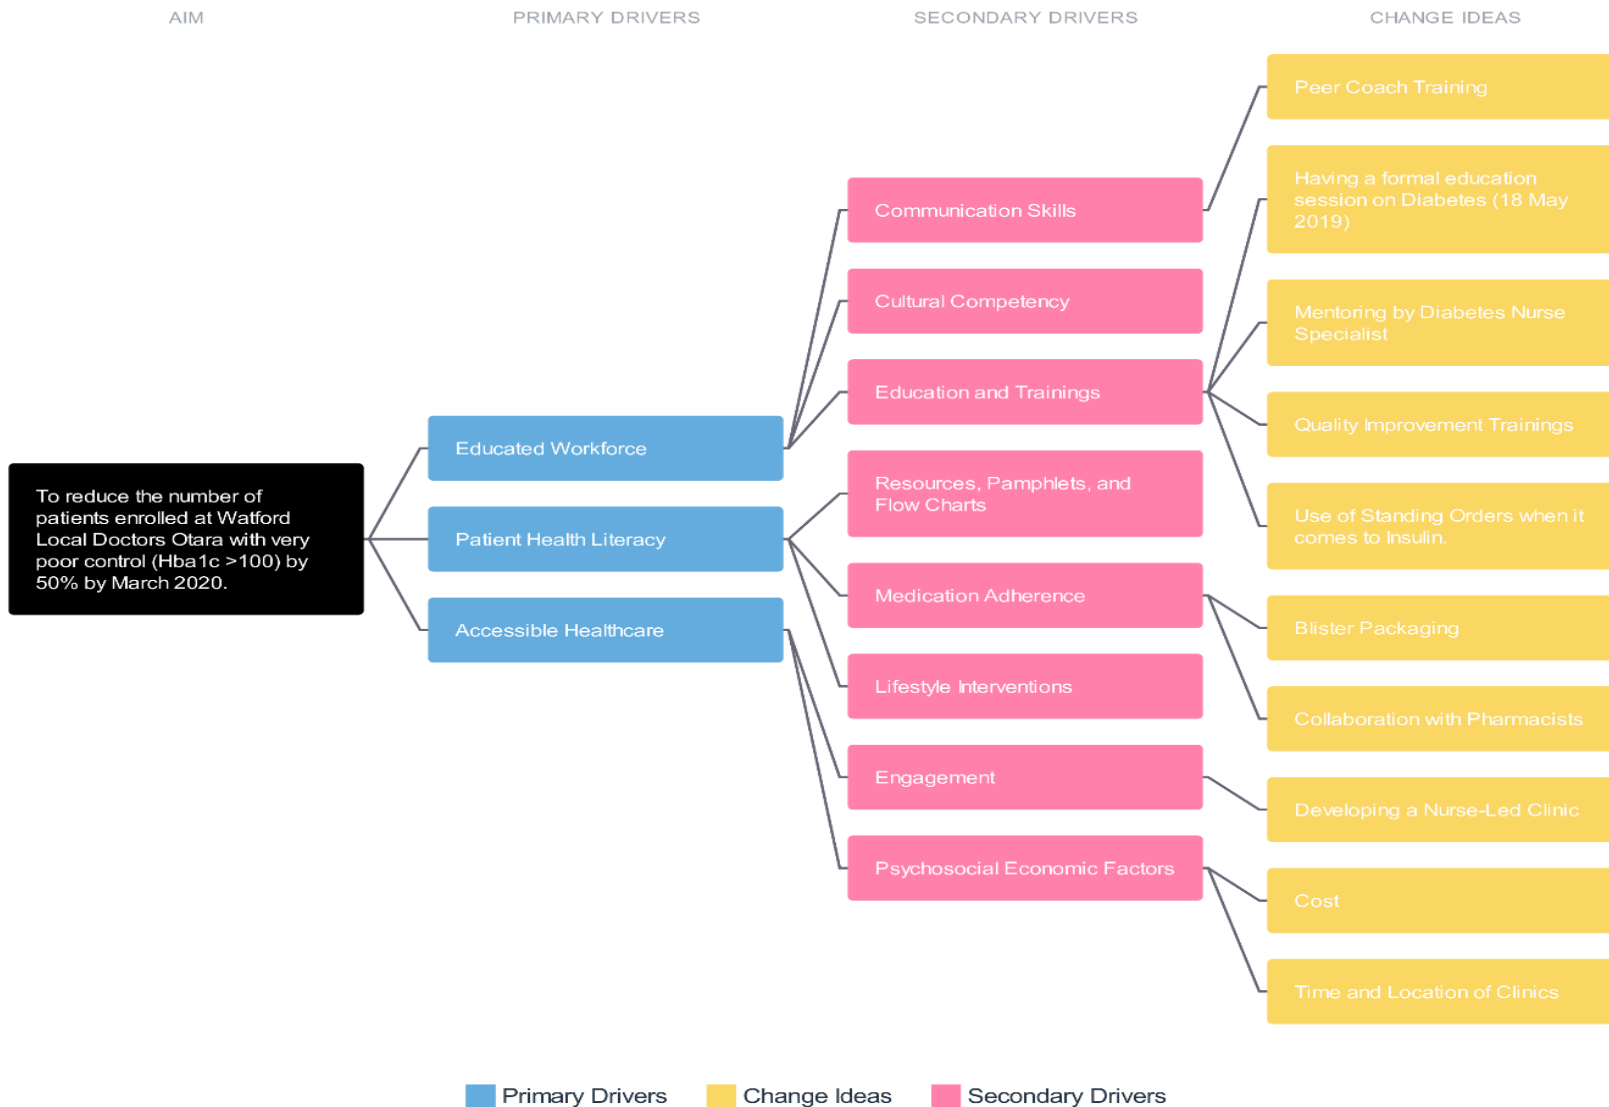 AIM
PRIMARY DRIVERS
SECONDARY DRIVERS
CHANGE IDEAS
To reduce the number of
patients enrolled at Watford
Local Doctors Otara with very
poor control (Hba1c >100) by
50% by March 2020.
Educated Workforce
Patient Health Literacy
Accessible Healthcare
Communication Skills
Cultural Competency
Education and Trainings
Resources, Pamphlets, and
Flow Charts
Medication Adherence
Lifestyle Interventions
Engagement
Psychosocial Economic Factors
Peer Coach Training
Having a formal education
session on Diabetes (18 May
2019)
Mentoring by Diabetes Nurse
Specialist
Quality Improvement Trainings
Use of Standing Orders when it
comes to Insulin.
Blister Packaging
Collaboration with Pharmacists
Developing a Nurse-Led Clinic
Cost
Time and Location of Clinics
Primary Drivers
Change Ideas
Secondary Drivers